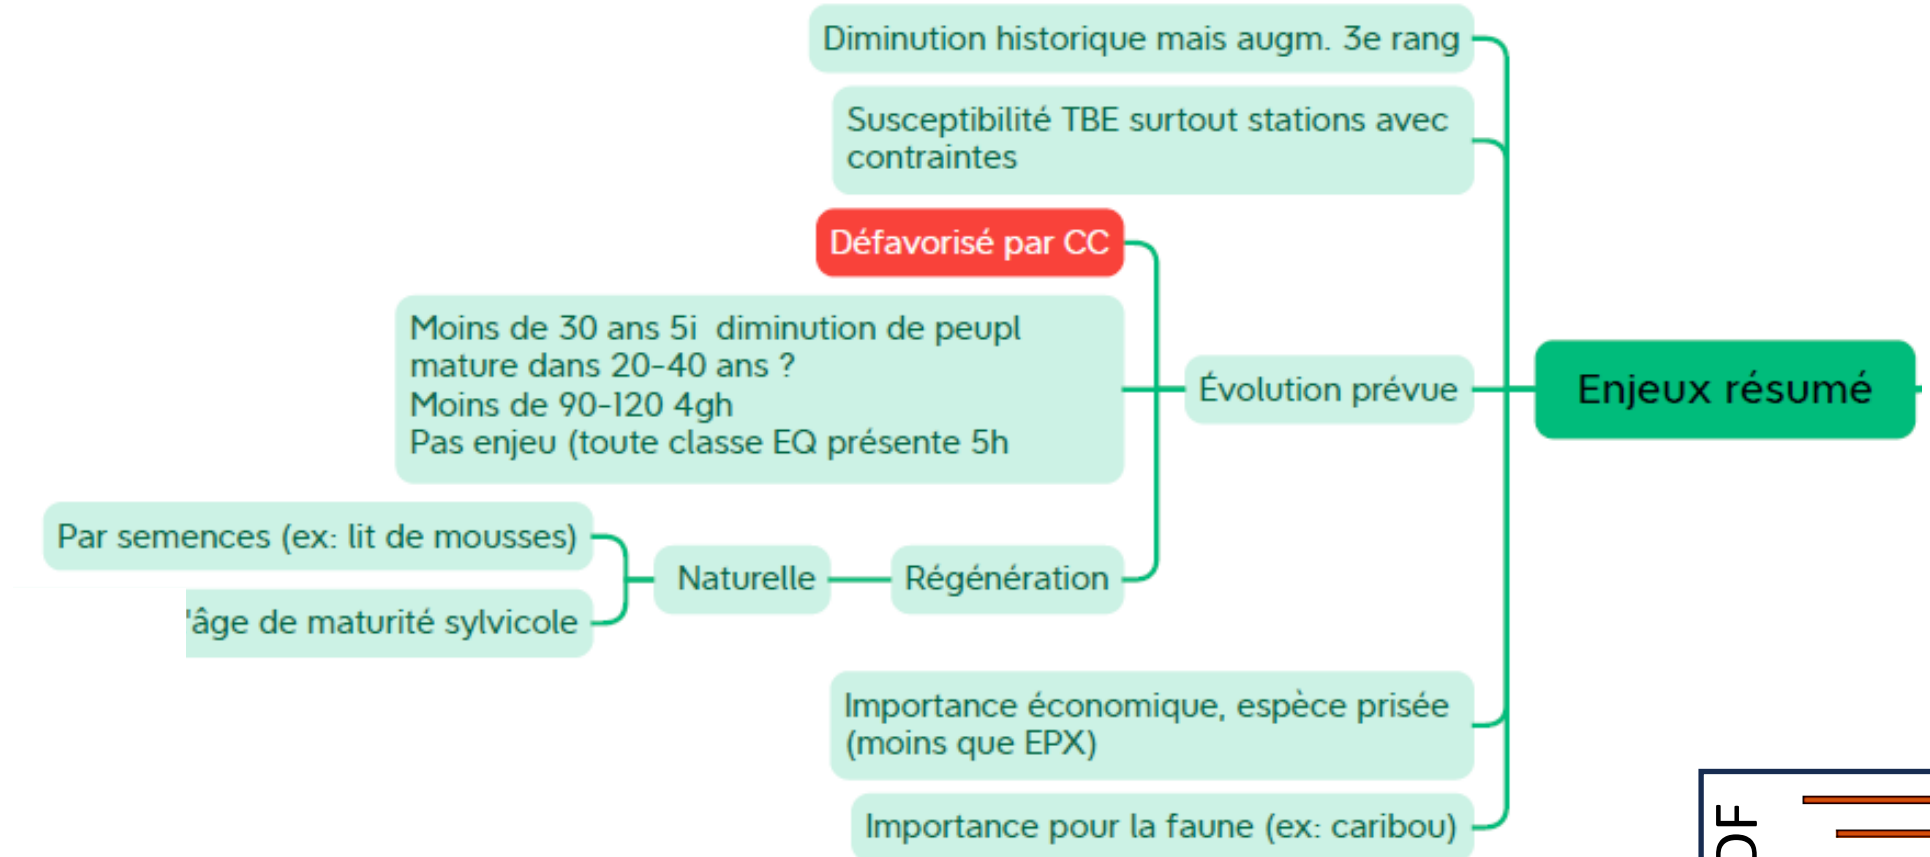 Diminution historique mais augm. 3e rang
Susceptibilité TBE surtout stations avec
contraintes
Défavorisé par CC
Moins de 30 ans 5i  diminution de peupl
mature dans 20-40 ans ?
Moins de 90-120 4gh
Pas enjeu (toute classe EQ présente 5h
Évolution prévue
Enjeux résumé
Par semences (ex: lit de mousses)
'âge de maturité sylvicole
Naturelle
Régénération
Importance économique, espèce prisée
(moins que EPX)
Importance pour la faune (ex: caribou)